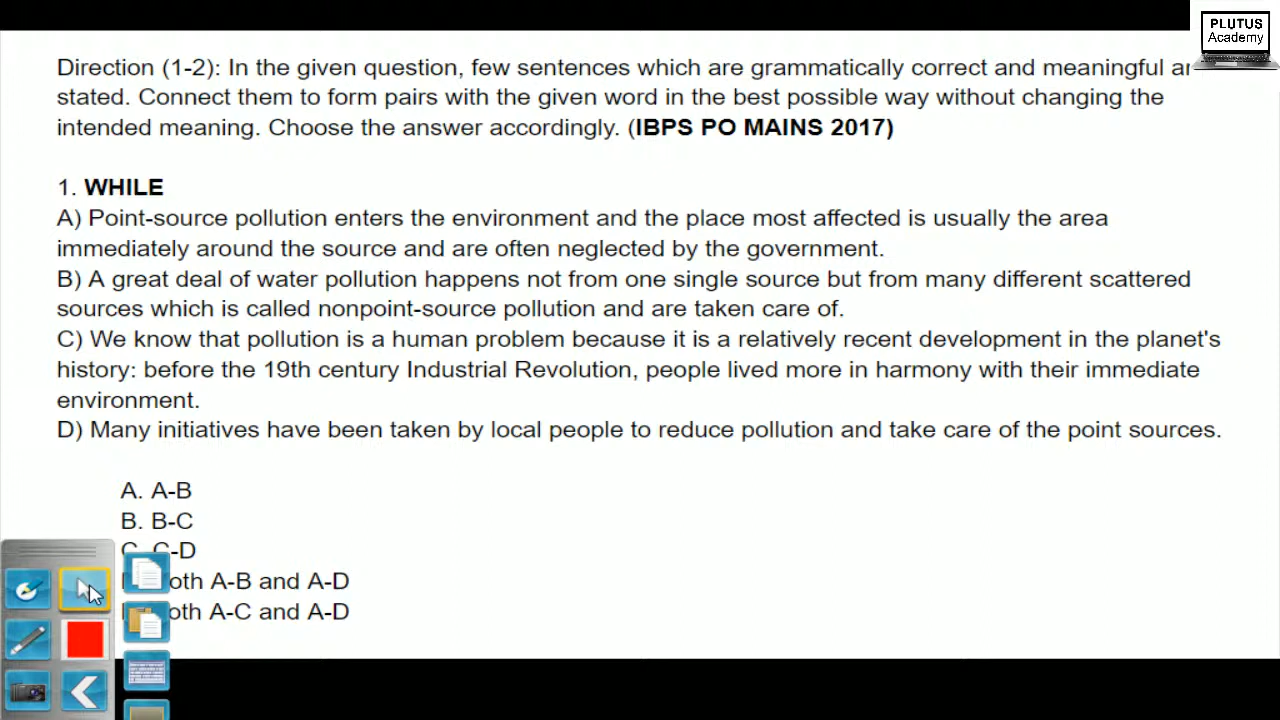 PLUTUS
Academy
Direction (1-2): In the given question, few sentences which are grammatically correct and meaningful
stated. Connect them to form pairs with the given word in the best possible way without changing the
intended meaning. Choose the answer accordingly. (IBPS PO MAINS 2017)
1. WHILE
A) Point-source pollution enters the environment and the place most affected is usually the area
immediately around the source and are often neglected by the government.
B) A great deal of water pollution happens not from one single source but from many different scattered
sources which is called nonpoint-source pollution and are taken care of.
C) We know that pollution is a human problem because it is a relatively recent development in the planet's
history: before the 19th century Industrial Revolution, people lived more in harmony with their immediate
environment.
D) Many initiatives have been taken by local people to reduce pollution and take care of the point sources.
A. A-B
B. B-C
C. C-D
oth A-B and A-D
oth A-C and A-D